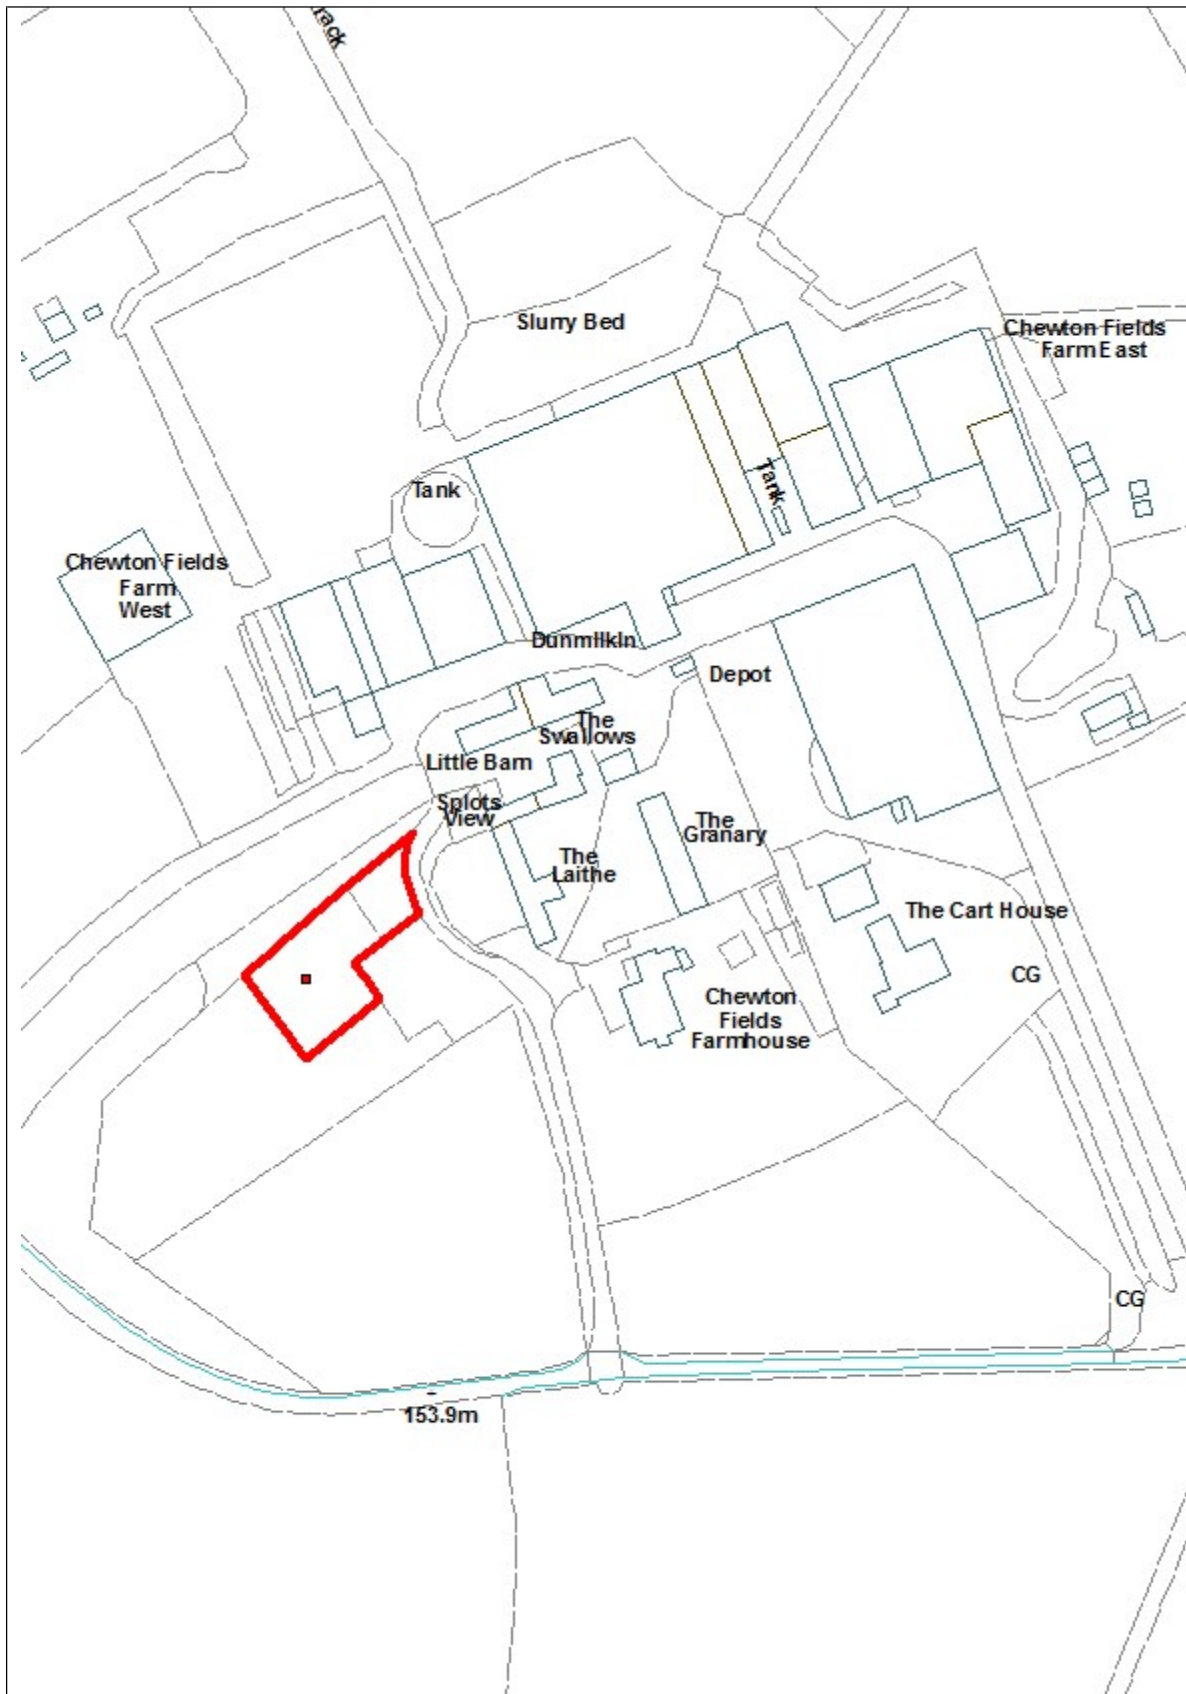 rack
Slurry Bed
Chewton Fields
Farm East
Tank
Tank
Chewton Fields
Farm
West
Dunmilkin
Depot
The
Swallows
Little Barn
Splots
View
The
Granary
The
Laithe
The Cart House
CG
Chewton
Fields
Farmhouse
CG
153.9m